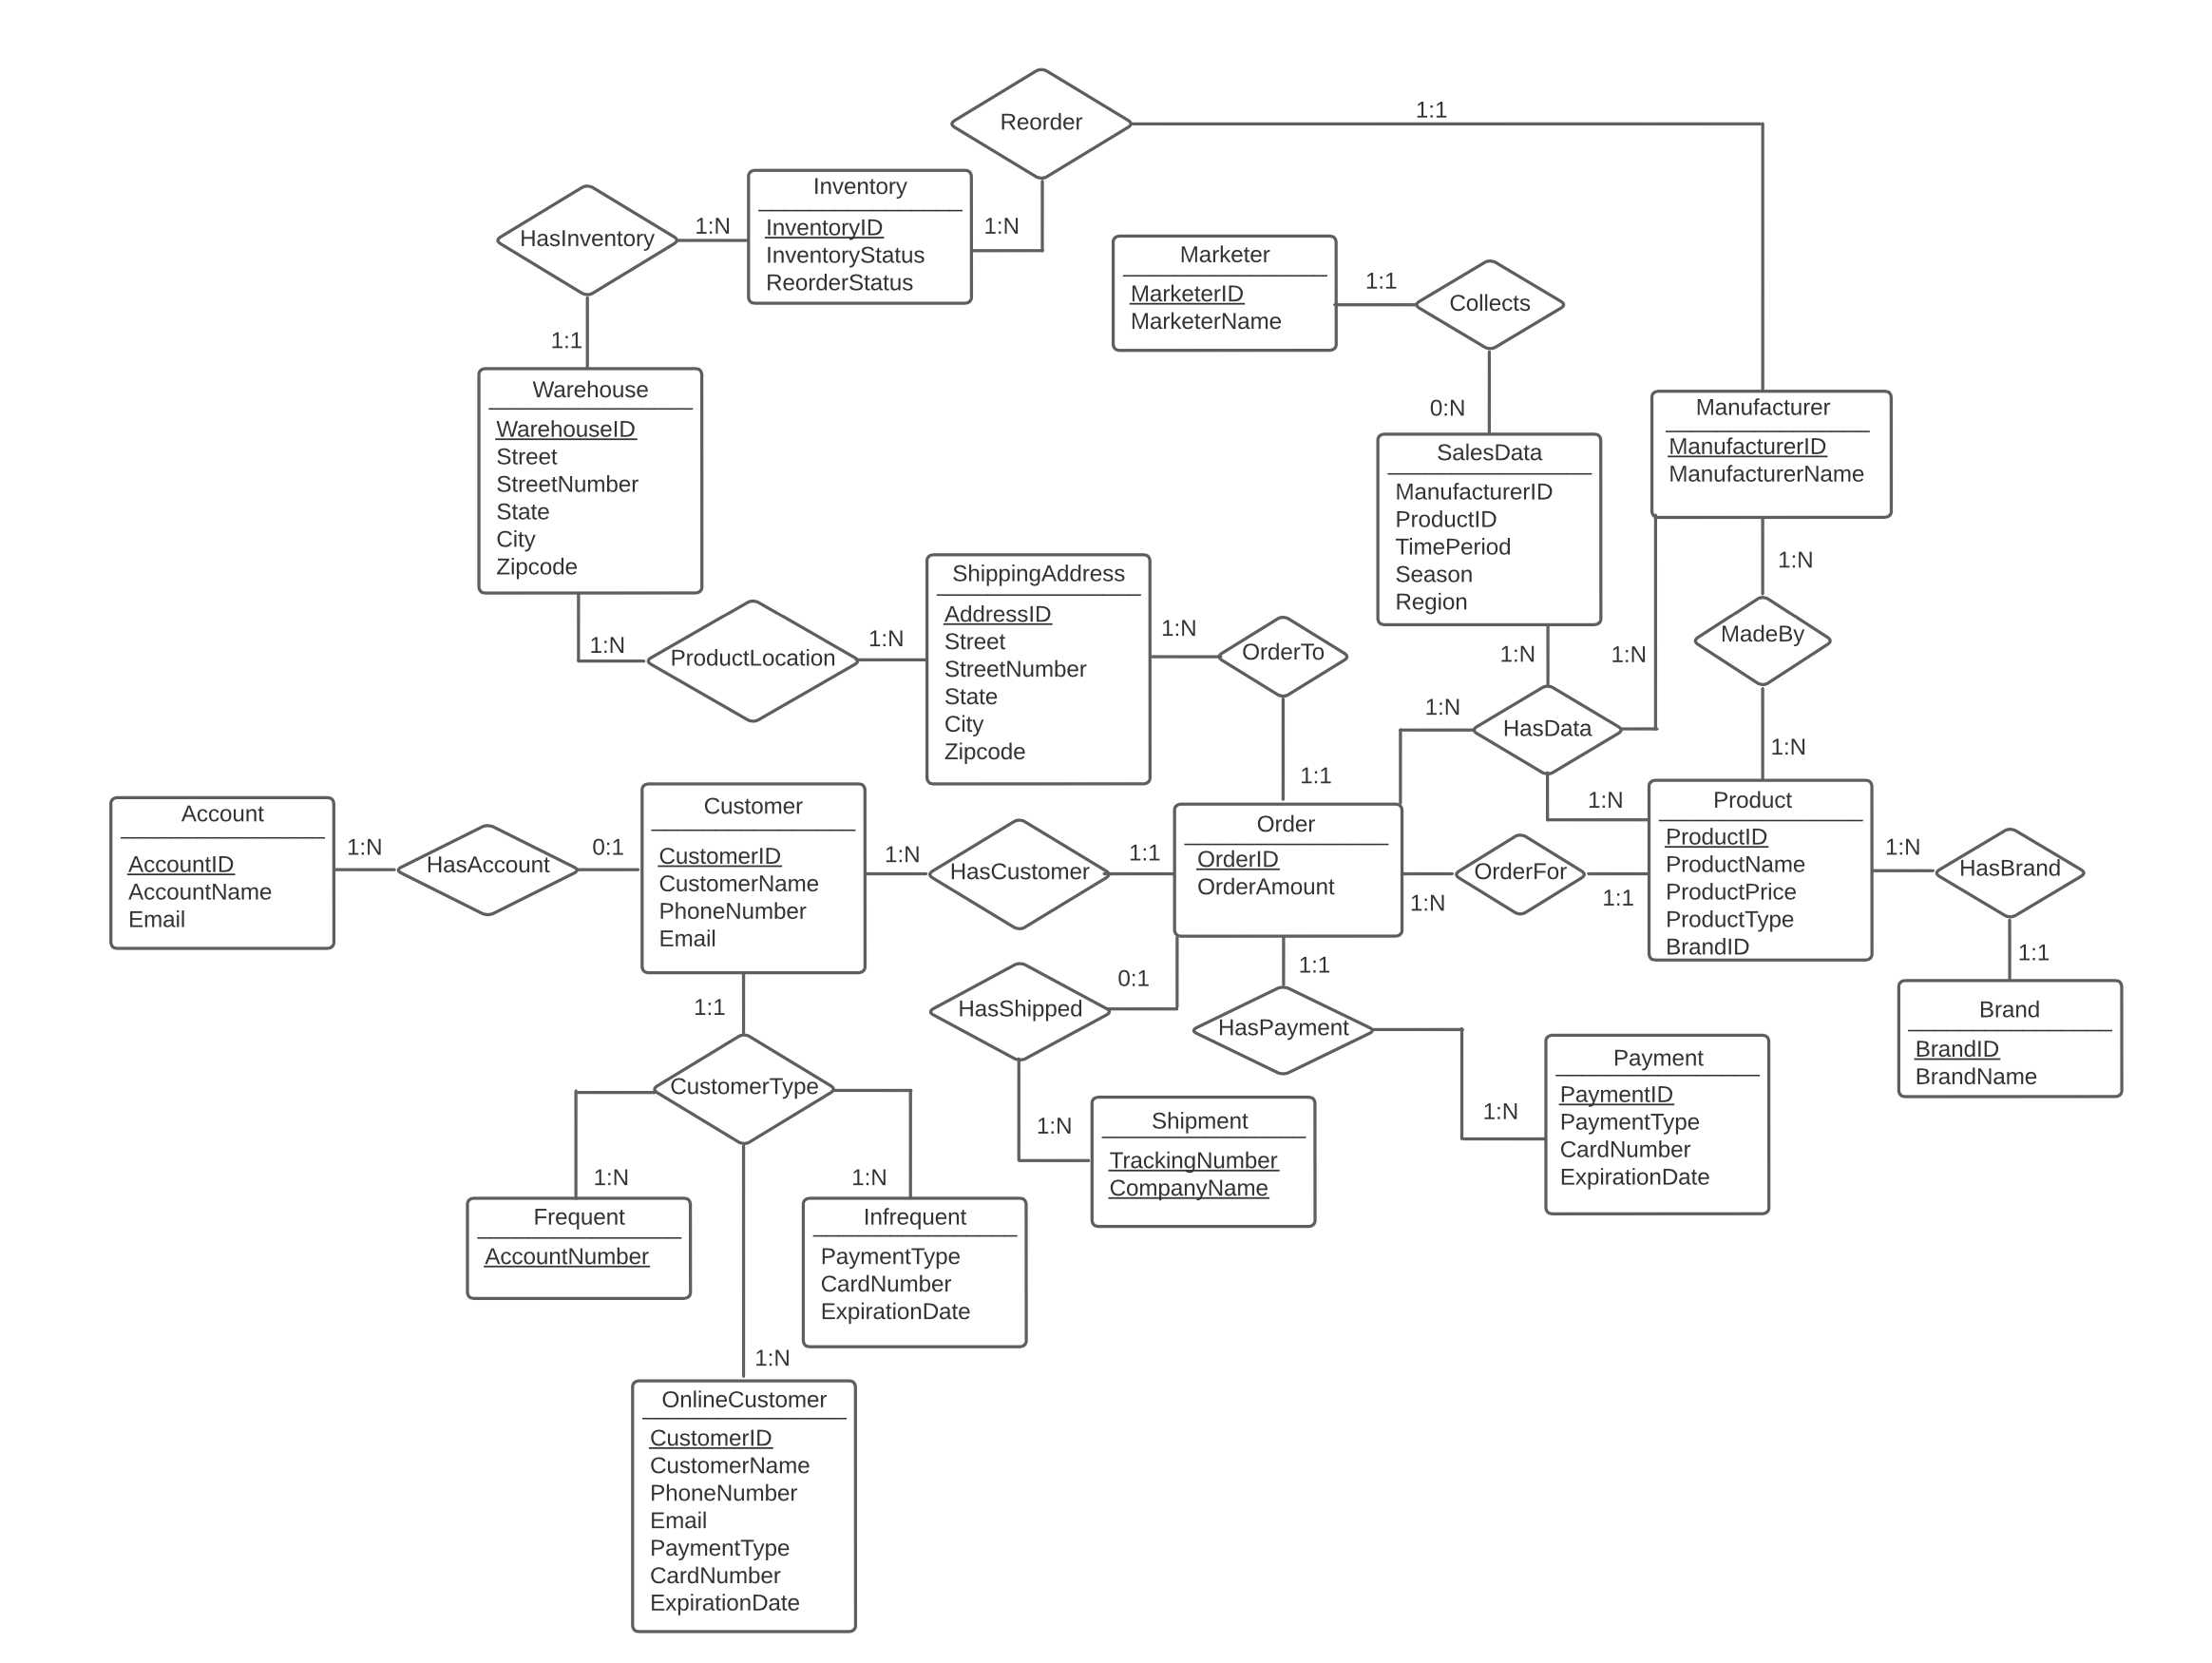 Reorder
1:1
Inventory
InventoryID
InventoryStatus
ReorderStatus
HasInventory
1:N
1:N
1:1
Marketer
MarketerID
MarketerName
1:1
Collects
0:N
Warehouse
WarehouseID
Street
StreetNumber
State
City
Zipcode
Manufacturer
ManufacturerID
ManufacturerName
SalesData
ManufacturerID
ProductID
TimePeriod
Season
Region
1:N
MadeBy
1:N
1:N
ProductLocation
1:N
ShippingAddress
AddressID
Street
StreetNumber
State
City
Zipcode
1:N
OrderTo
1:1
1:N
1:N
1:N
HasData
1:N
Account
AccountID
AccountName
Email
1:N
HasAccount
0:1
Customer
CustomerID
CustomerName
PhoneNumber
Email
1:N
HasCustomer
1:1
Order
OrderID
OrderAmount
1:N
OrderFor
1:1
Product
ProductID
ProductName
ProductPrice
ProductType
BrandID
1:N
HasBrand
1:1
Brand
BrandID
BrandName
1:1
CustomerType
HasShipped
0:1
1:1
HasPayment
1:N
1:N
Payment
PaymentID
PaymentType
CardNumber
ExpirationDate
Shipment
TrackingNumber
CompanyName
1:N
1:N
Frequent
AccountNumber
Infrequent
PaymentType
CardNumber
ExpirationDate
1:N
OnlineCustomer
CustomerID
CustomerName
PhoneNumber
Email
PaymentType
CardNumber
ExpirationDate